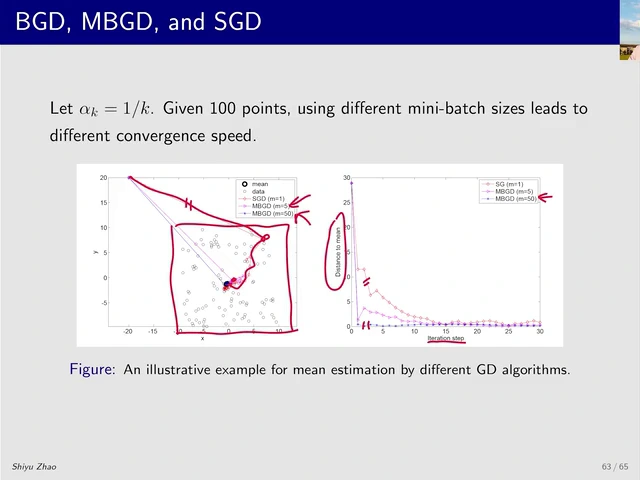 BGD, MBGD, and SGD
Let αk = 1/k. Given 100 points, using different mini-batch sizes leads to
different convergence speed.
20
15
10
5
0
-5
y
-20 -15 -10 -5 0 5 10
x
mean
data
SGD (m=1)
MBGD (m=5)
MBGD (m=50)
30
25
20
15
10
5
0
Distance to mean
0 5 10 15 20 25 30
Iteration step
SG (m=1)
MBGD (m=5)
MBGD (m=50)
Figure: An illustrative example for mean estimation by different GD algorithms.
Shiyu Zhao
63 / 65